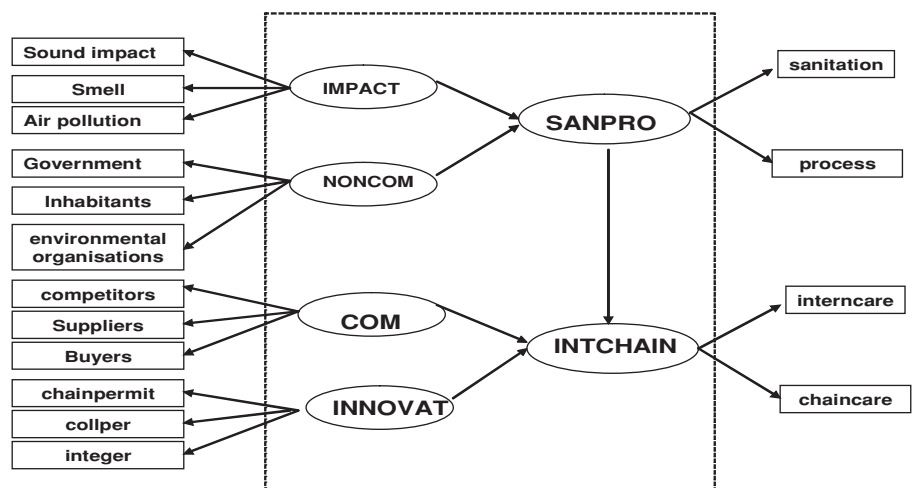 Sound impact
Smell
Air pollution
Government
Inhabitants
environmental
organisations
competitors
Suppliers
Buyers
chainpermit
collper
integer
IMPACT
NONCOM
COM
INNOVAT
SANPRO
INTCHAIN
sanitation
process
interncare
chaincare